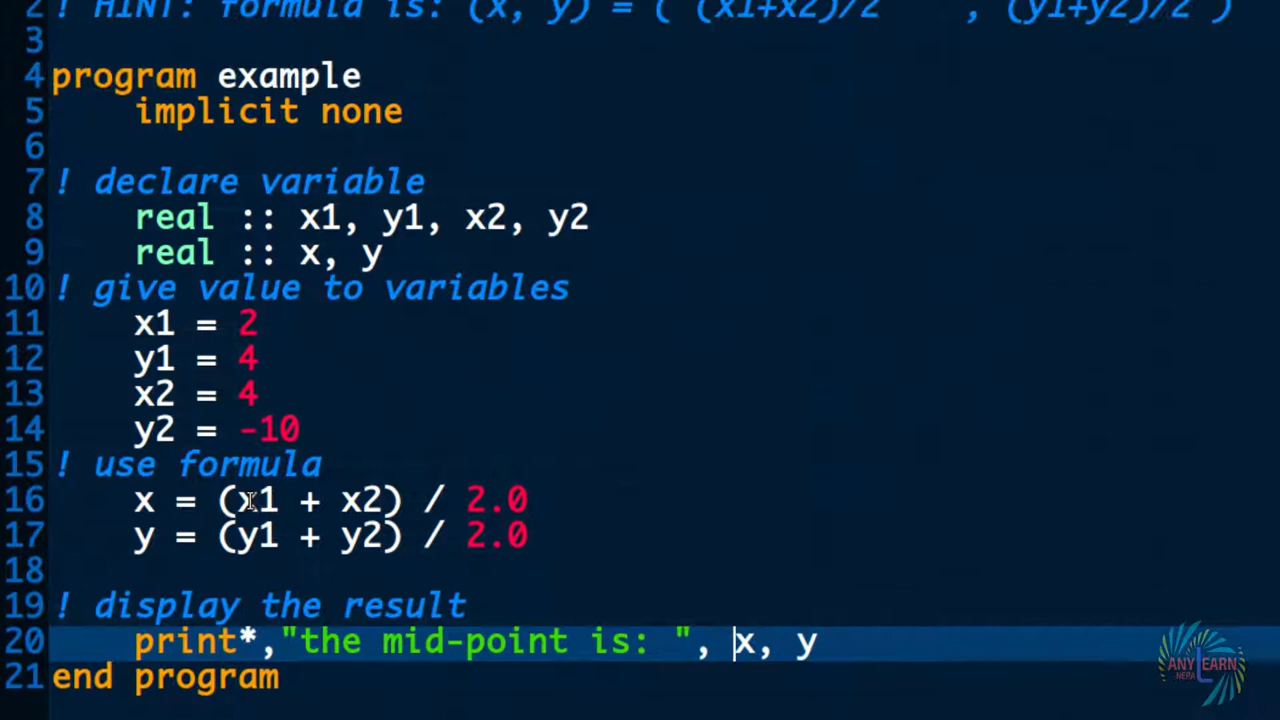 2 ! HINT: formula is: (x, y) = ( (x1+x2)/2 , (y1+y2)/2 )
3
4 program example
5 implicit none
6
7 ! declare variable
8 real :: x1, y1, x2, y2
9 real :: x, y
10 ! give value to variables
11 x1 = 2
12 y1 = 4
13 x2 = 4
14 y2 = -10
15 ! use formula
16 x = (x1 + x2) / 2.0
17 y = (y1 + y2) / 2.0
18
19 ! display the result
20 print*,"the mid-point is: ", x, y
21 end program
ANY LEARN
NEPAL